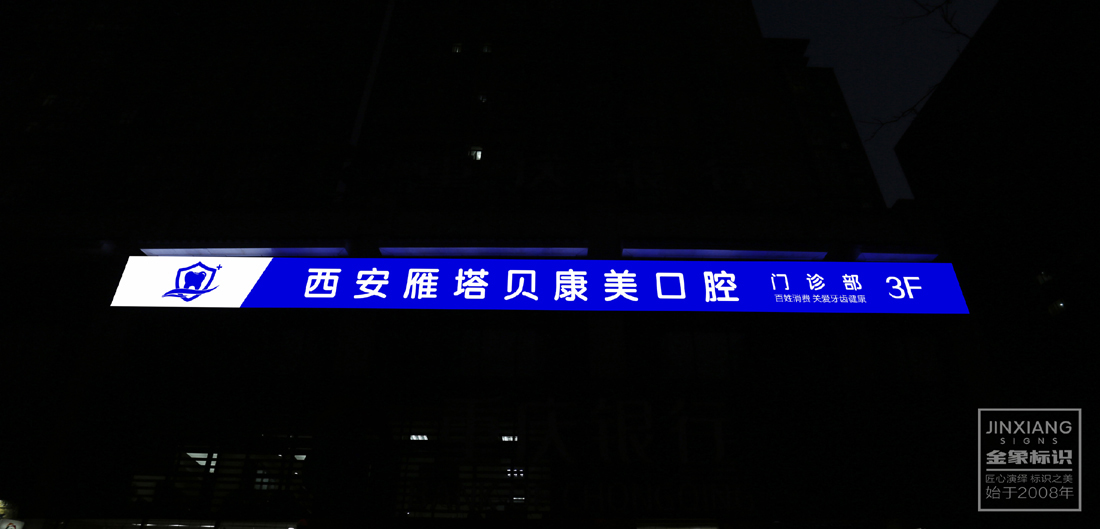 西安雁塔贝康美口腔 门诊部 3F
百姓消费 关爱牙齿健康
JINXIANG
SIGNS
金象标识
匠心演绎 标识之美
始于2008年